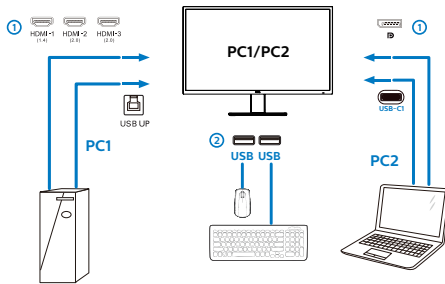 1
HDMI-1 HDMI-2 HDMI-3
(1.4) (2.0) (2.0)
PC1/PC2
1
USB UP
USB-C1
PC1
2
USB USB
PC2